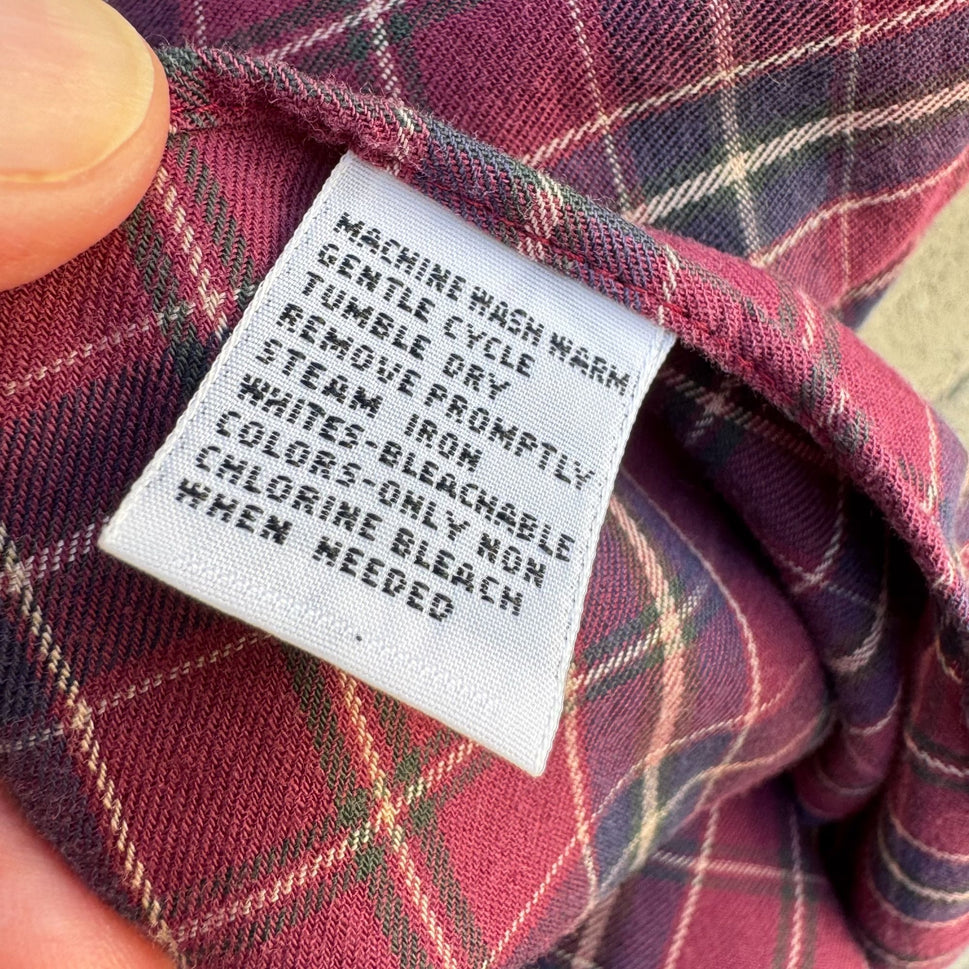 MACHINE WASH WARM
GENTLE CYCLE
TUMBLE DRY
REMOVE PROMPTLY
STEAM IRON
WHITES-BLEACHABLE
COLORS-ONLY NON
CHLORINE BLEACH
WHEN NEEDED